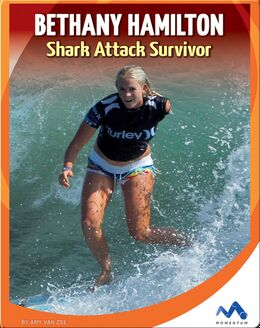 BETHANY HAMILTON
Shark Attack Survivor
Hurley
BY AMY VAN ZEE
MOMENTUM